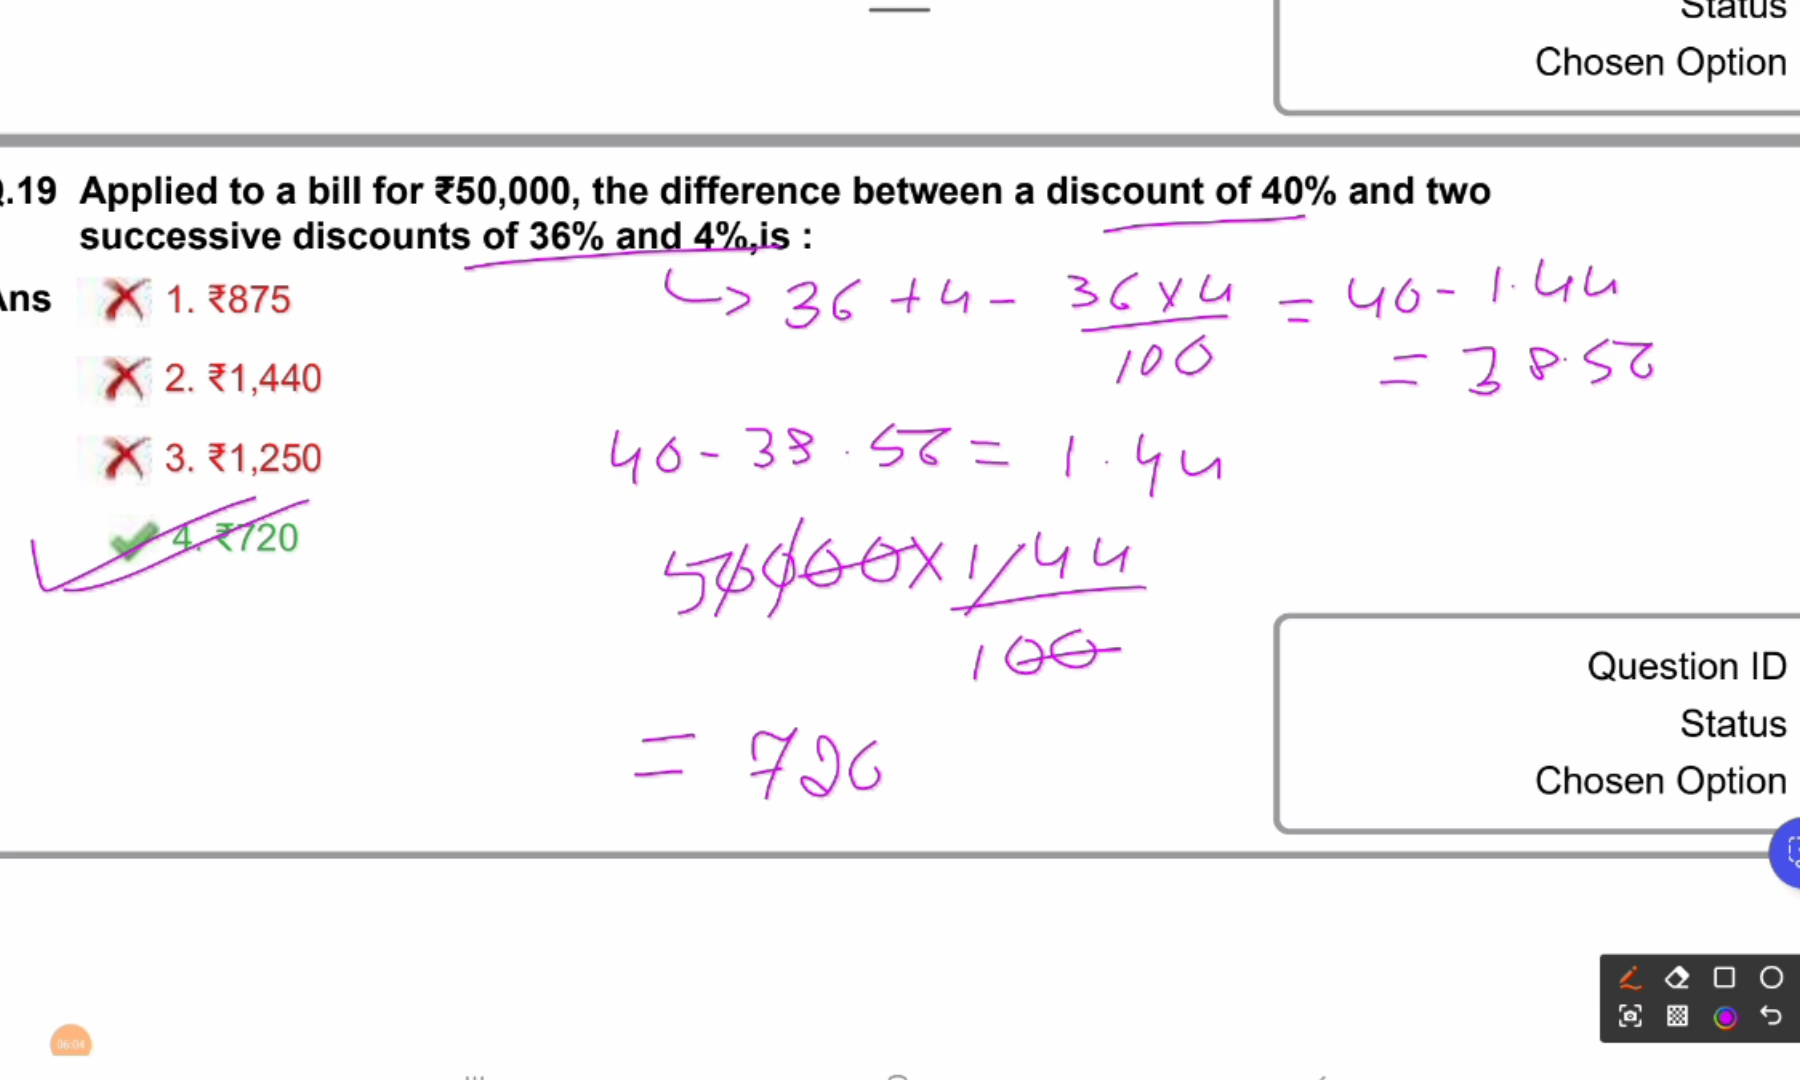 Status
Chosen Option
.19 Applied to a bill for ₹50,000, the difference between a discount of 40% and two
successive discounts of 36% and 4%,is :
Ans 1. ₹875
2. ₹1,440
3. ₹1,250
4. ₹720
36 + 4 - 36 x 4 / 100 = 40 - 1.44
= 38.56
40 - 38.56 = 1.44
50000 x 1.44 / 100
= 720
Question ID
Status
Chosen Option
06:04